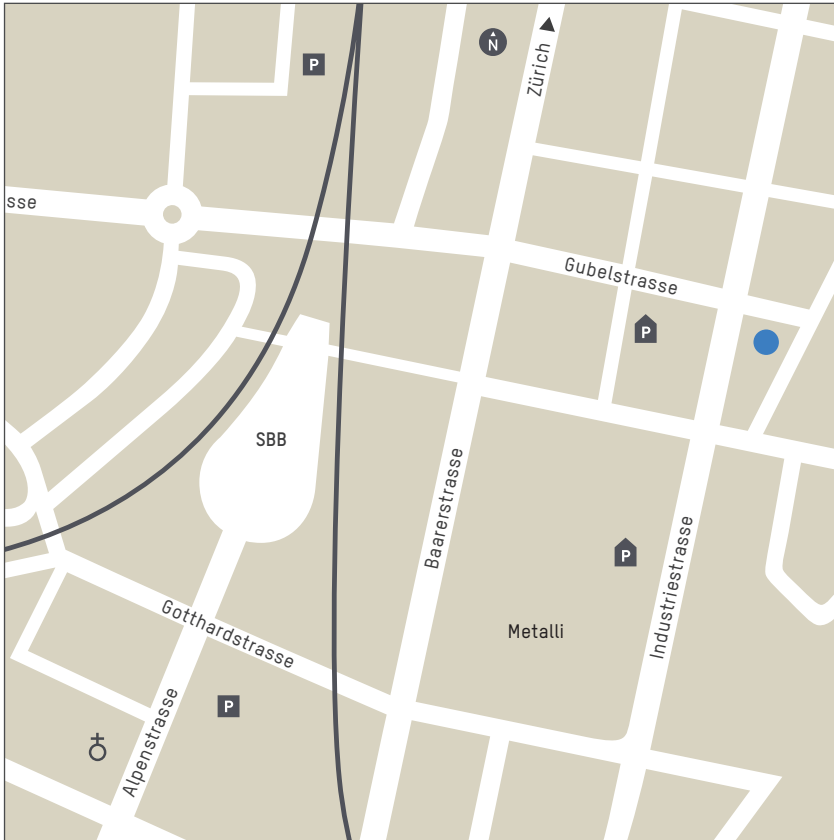 P
N
Zürich
sse
Gubelstrasse
P
SBB
Baarerstrasse
P
Industriestrasse
Metalli
Gotthardstrasse
P
Alpenstrasse